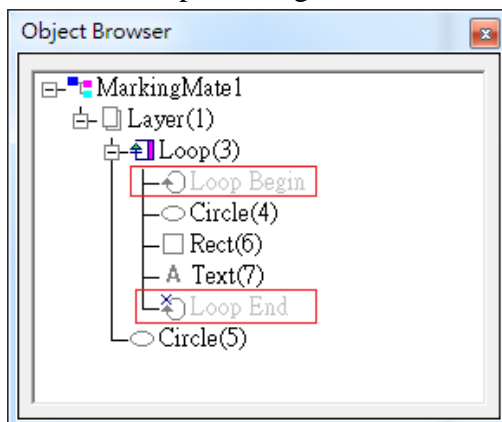 Object Browser
MarkingMate1
Layer(1)
Loop(3)
Loop Begin
Circle(4)
Rect(6)
A Text(7)
Loop End
Circle(5)